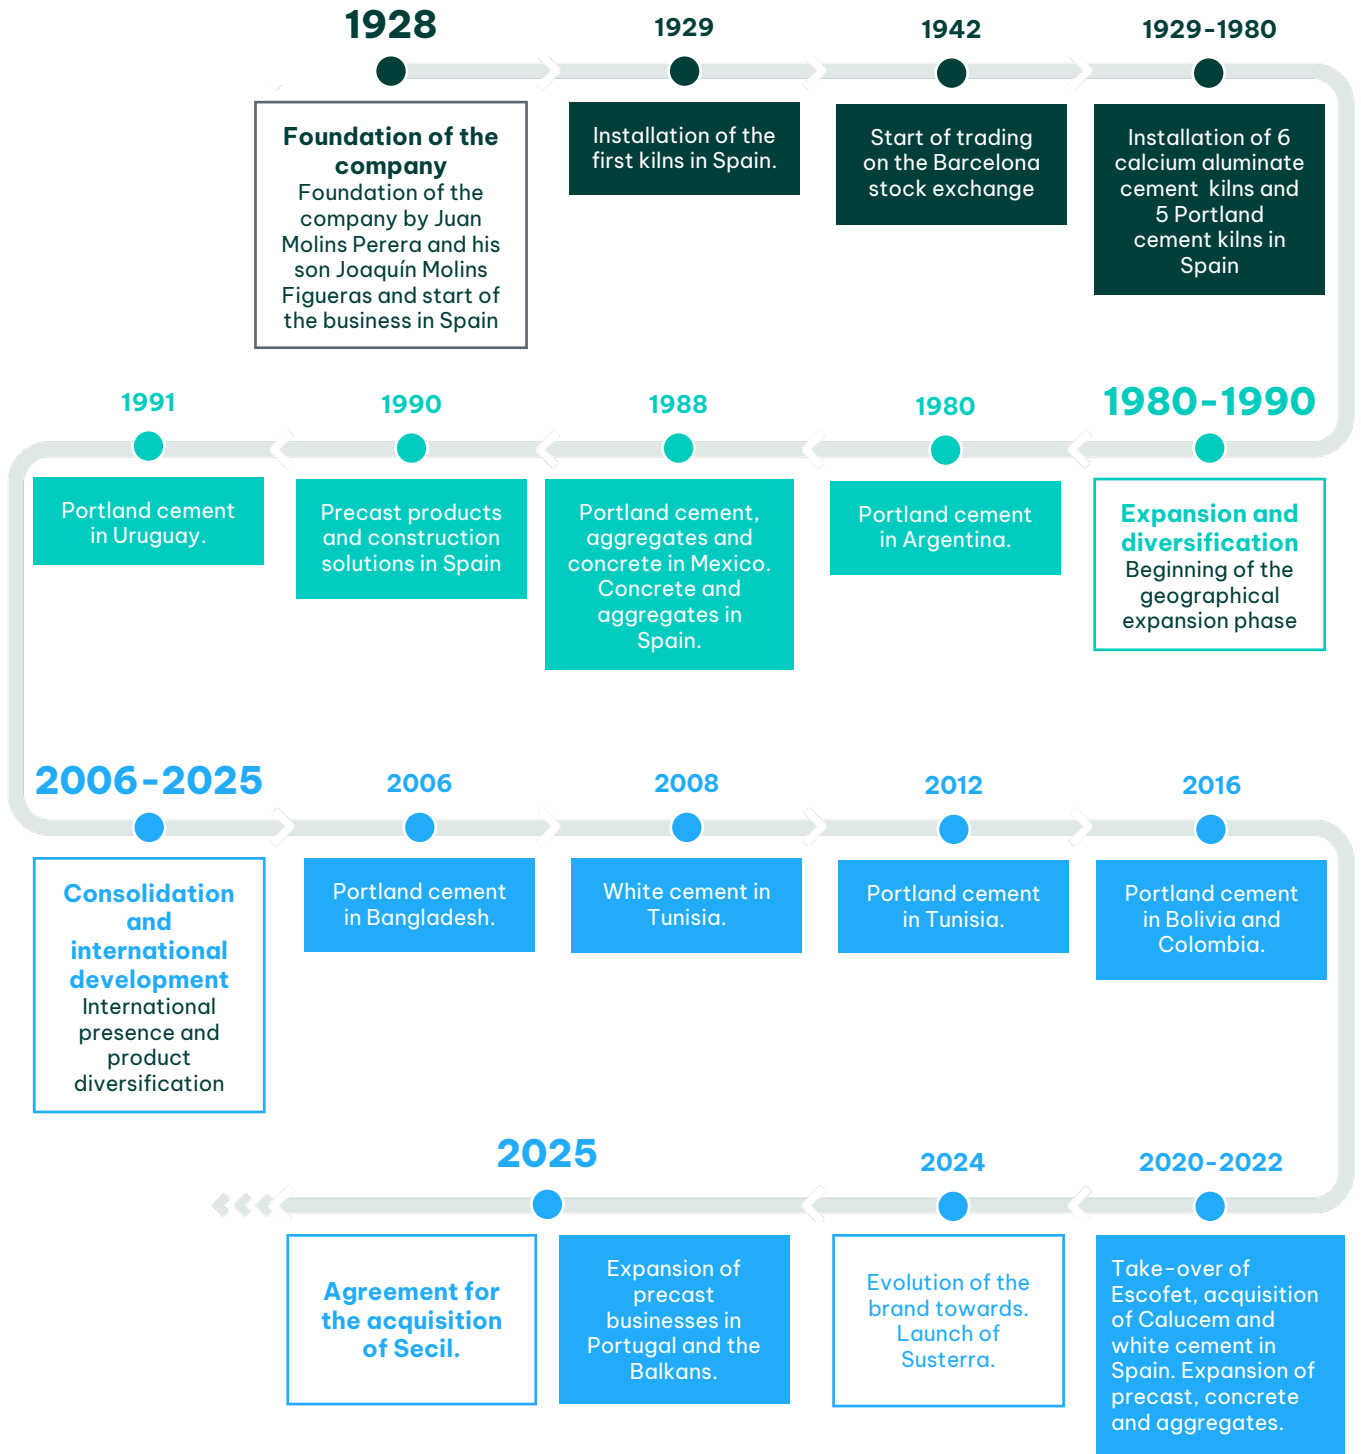 1928
Foundation of the
company
Foundation of the
company by Juan
Molins Perera and his
son Joaquín Molins
Figueras and start of
the business in Spain
1929
Installation of the
first kilns in Spain.
1942
Start of trading
on the Barcelona
stock exchange
1929-1980
Installation of 6
calcium aluminate
cement kilns and
5 Portland
cement kilns in
Spain
1980-1990
Expansion and
diversification
Beginning of the
geographical
expansion phase
1980
Portland cement
in Argentina.
1988
Portland cement,
aggregates and
concrete in Mexico.
Concrete and
aggregates in
Spain.
1990
Precast products
and construction
solutions in Spain
1991
Portland cement
in Uruguay.
2006-2025
Consolidation
and
international
development
International
presence and
product
diversification
2006
Portland cement
in Bangladesh.
2008
White cement in
Tunisia.
2012
Portland cement
in Tunisia.
2016
Portland cement
in Bolivia and
Colombia.
2020-2022
Take-over of
Escofet, acquisition
of Calucem and
white cement in
Spain. Expansion of
precast, concrete
and aggregates.
2024
Evolution of the
brand towards.
Launch of
Susterra.
2025
Expansion of
precast
businesses in
Portugal and the
Balkans.
Agreement for
the acquisition
of Secil.